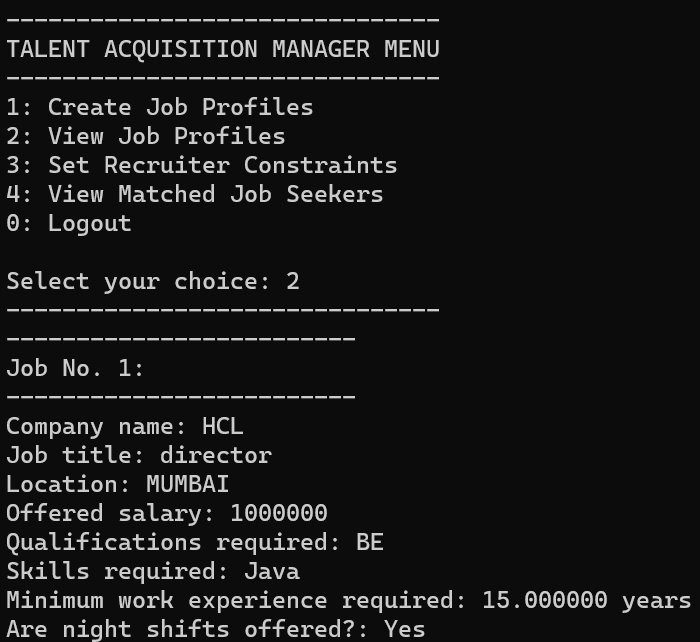 -------------------------------
TALENT ACQUISITION MANAGER MENU
-------------------------------
1: Create Job Profiles
2: View Job Profiles
3: Set Recruiter Constraints
4: View Matched Job Seekers
0: Logout
Select your choice: 2
-------------------------------
-------------------------
Job No. 1:
-------------------------
Company name: HCL
Job title: director
Location: MUMBAI
Offered salary: 1000000
Qualifications required: BE
Skills required: Java
Minimum work experience required: 15.000000 years
Are night shifts offered?: Yes